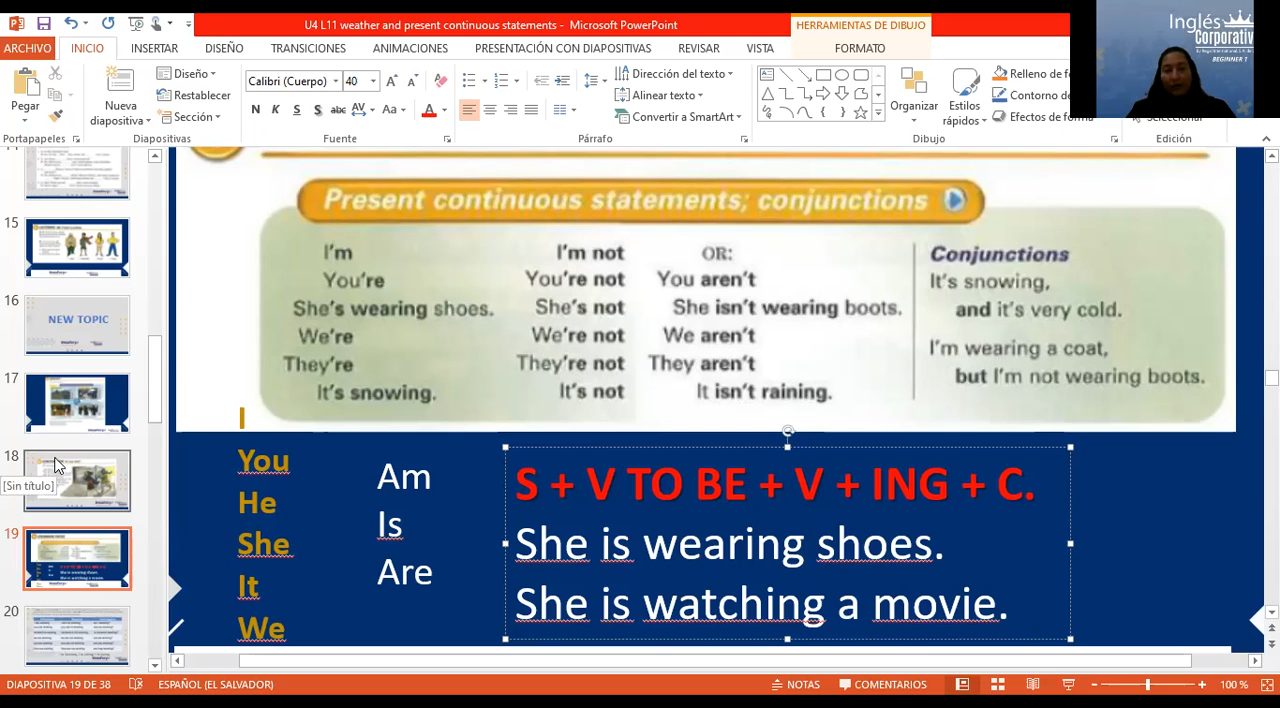 U4 L11 weather and present continuous statements - Microsoft PowerPoint
HERRAMIENTAS DE DIBUJO
Inglés
Corporativo
BEGINNER 1
ARCHIVO INICIO INSERTAR DISEÑO TRANSICIONES ANIMACIONES PRESENTACIÓN CON DIAPOSITIVAS REVISAR VISTA FORMATO
Pegar
Nueva diapositiva
Diseño
Restablecer
Sección
Calibri (Cuerpo) 40
N K S S abc AV Aa A
Dirección del texto
Alinear texto
Convertir a SmartArt
Organizar
Estilos rápidos
Relleno de fo
Contorno de
Efectos de forma
Seleccionar
Portapapeles Diapositivas Fuente Párrafo Dibujo Edición
15
16
NEW TOPIC
17
18
[Sin título]
19
20
Present continuous statements; conjunctions
I'm
You're
She's wearing shoes.
We're
They're
It's snowing.
I'm not
You're not
She's not
We're not
They're not
It's not
OR:
You aren't
She isn't wearing boots.
We aren't
They aren't
It isn't raining.
Conjunctions
It's snowing,
and it's very cold.
I'm wearing a coat,
but I'm not wearing boots.
I
You
He
She
It
We
Am
Is
Are
S + V TO BE + V + ING + C.
She is wearing shoes.
She is watching a movie.
DIAPOSITIVA 19 DE 38 ESPAÑOL (EL SALVADOR) NOTAS COMENTARIOS 100 %